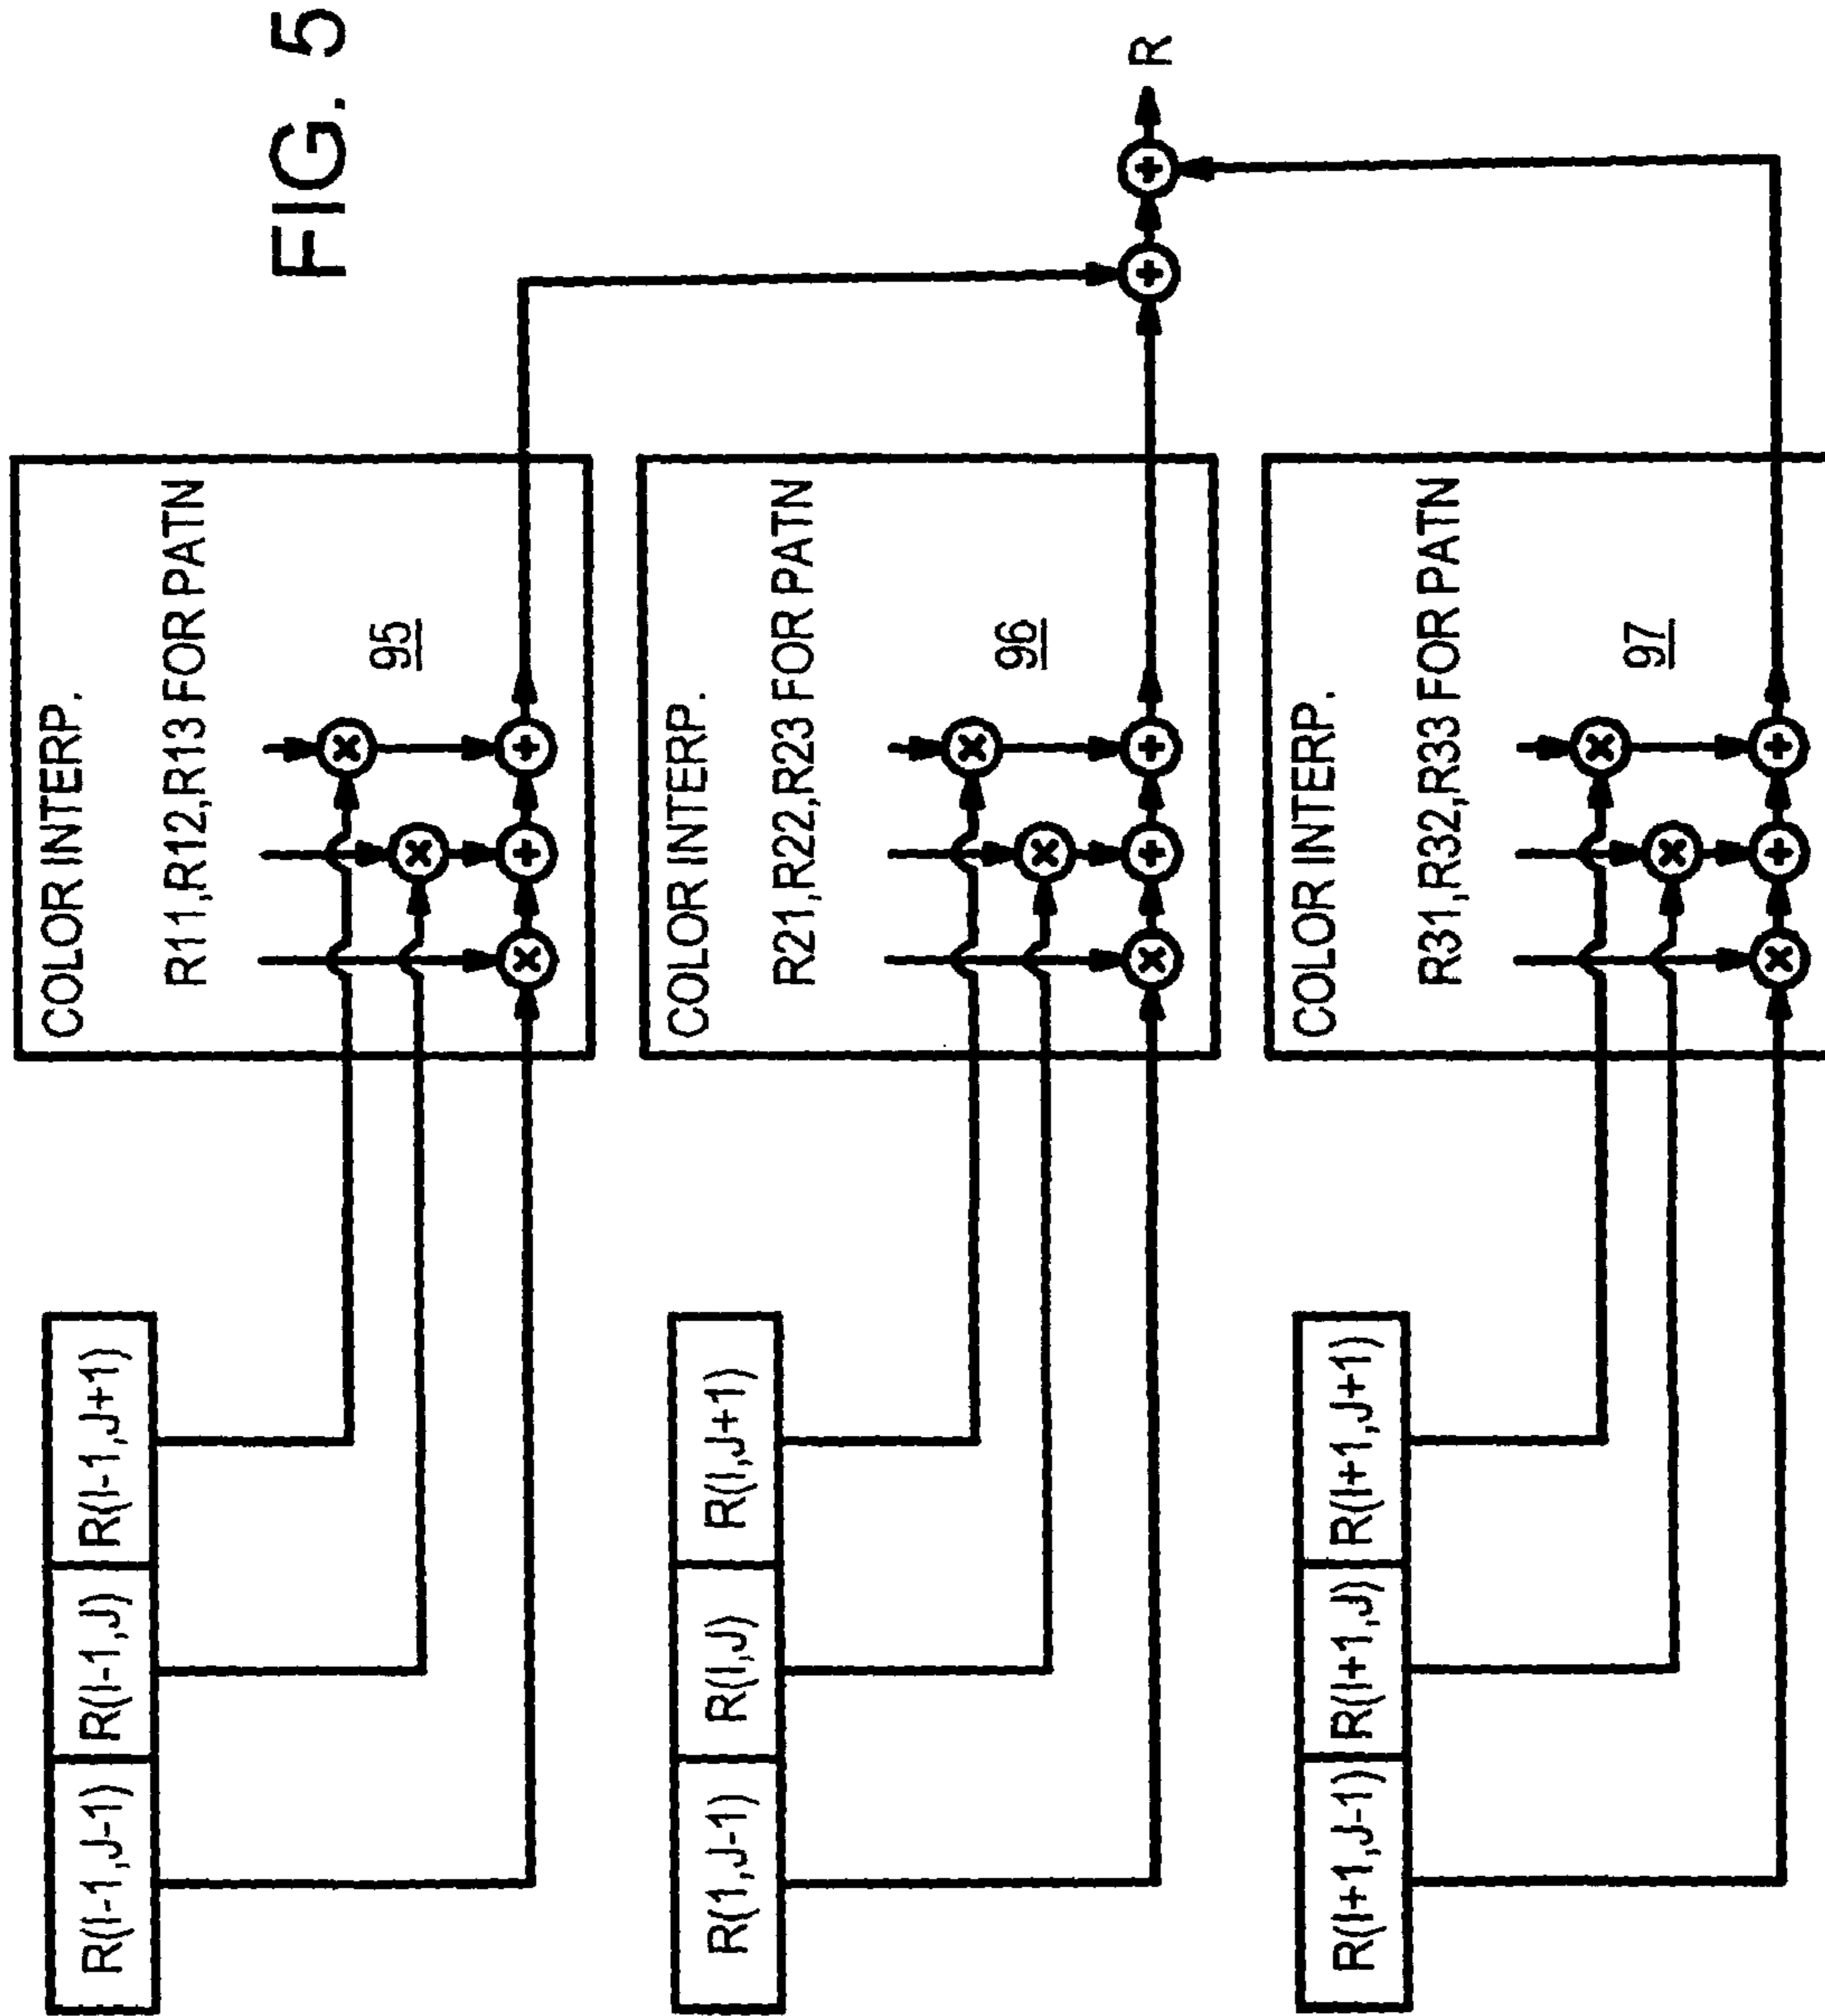 FIG. 5
R(I-1,J-1) R(I-1,J) R(I-1,J+1)
COLOR INTERP.
R11,R12,R13 FOR PATN
95
R(1,J-1) R(I,J) R(I,J+1)
COLOR INTERP.
R21,R22,R23 FOR PATN
96
R
R(I+1,J-1) R(I+1,J) R(I+1,J+1)
COLOR INTERP.
R31,R32,R33 FOR PATN
97